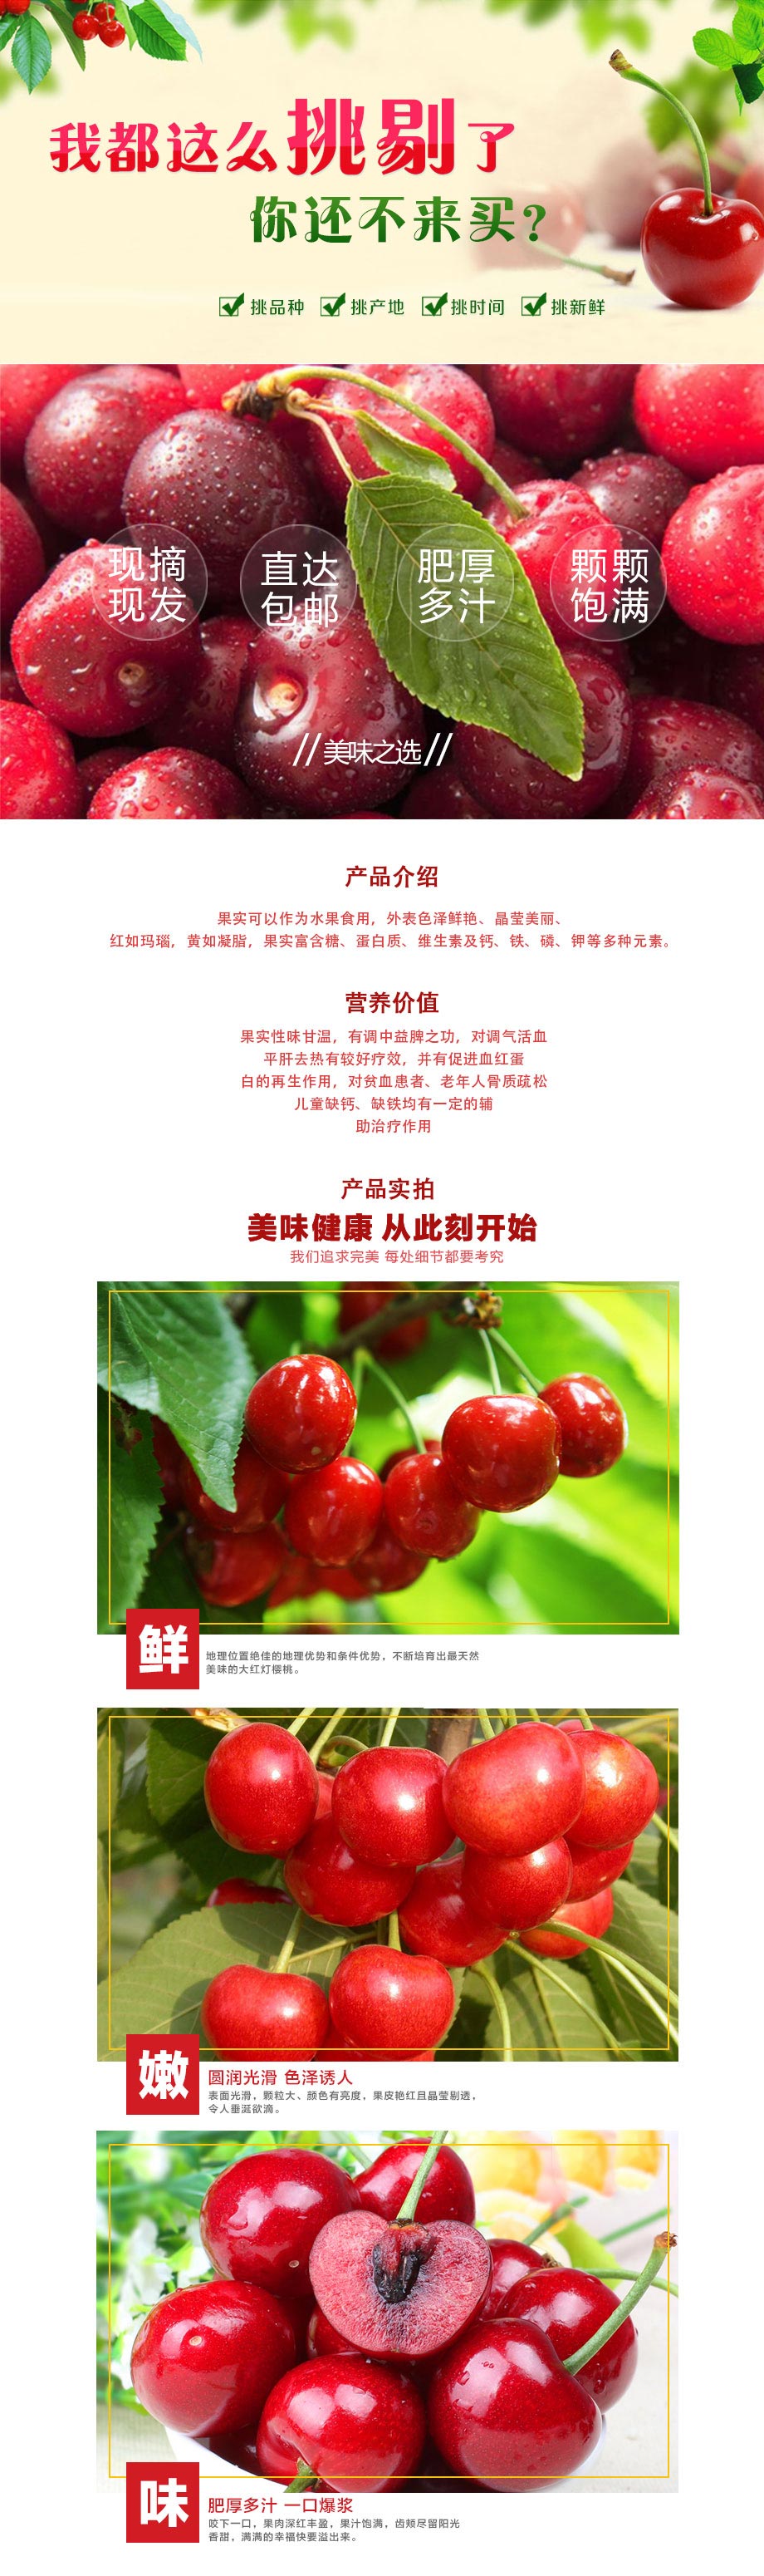 我都这么挑剔了
你还不来买?
挑品种 挑产地 挑时间 挑新鲜
现摘
现发
直达
包邮
肥厚
多汁
颗颗
饱满
//美味之选//
产品介绍
果实可以作为水果食用，外表色泽鲜艳、晶莹美丽、
红如玛瑙，黄如凝脂，果实富含糖、蛋白质、维生素及钙、铁、磷、钾等多种元素。
营养价值
果实性味甘温，有调中益脾之功，对调气活血
平肝去热有较好疗效，并有促进血红蛋
白的再生作用，对贫血患者、老年人骨质疏松
儿童缺钙、缺铁均有一定的辅
助治疗作用
产品实拍
美味健康 从此刻开始
我们追求完美 每处细节都要考究
鲜
地理位置绝佳的地理优势和条件优势，不断培育出最天然
美味的大红灯樱桃。
嫩
圆润光滑 色泽诱人
表面光滑，颗粒大、颜色有亮度，果皮艳红且晶莹剔透，
令人垂涎欲滴。
味
肥厚多汁 一口爆浆
咬下一口，果肉深红丰盈，果汁饱满，齿颊尽留阳光
香甜，满满的幸福快要溢出来。